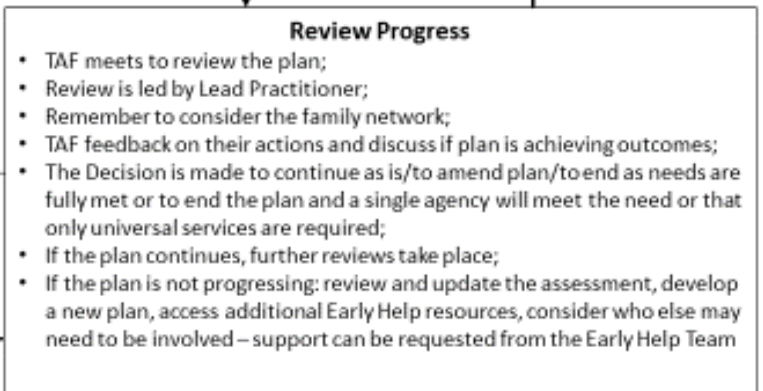 Review Progress
• TAF meets to review the plan;
• Review is led by Lead Practitioner;
• Remember to consider the family network;
• TAF feedback on their actions and discuss if plan is achieving outcomes;
• The Decision is made to continue as is/to amend plan/to end as needs are
fully met or to end the plan and a single agency will meet the need or that
only universal services are required;
• If the plan continues, further reviews take place;
• If the plan is not progressing: review and update the assessment, develop
a new plan, access additional Early Help resources, consider who else may
need to be involved – support can be requested from the Early Help Team